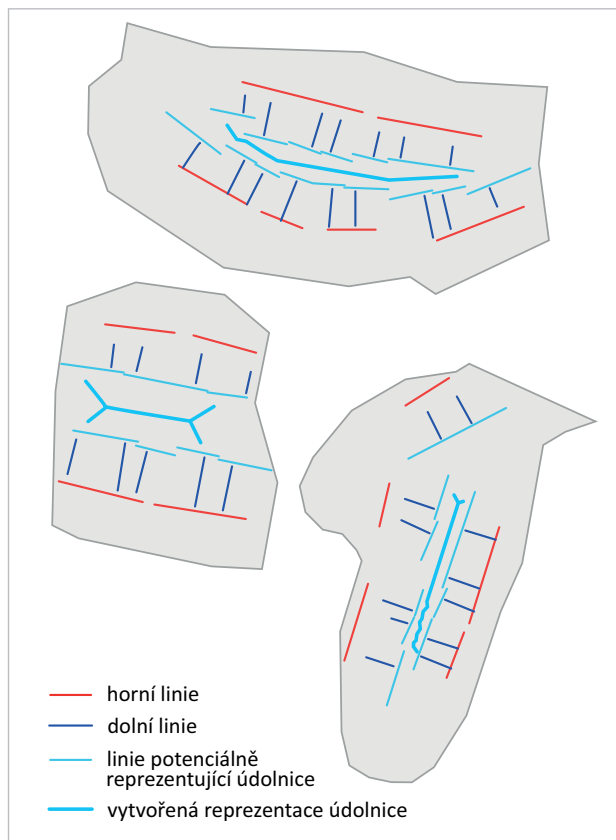 horní linie
dolní linie
linie potenciálně
reprezentující údolnice
vytvořená reprezentace údolnice